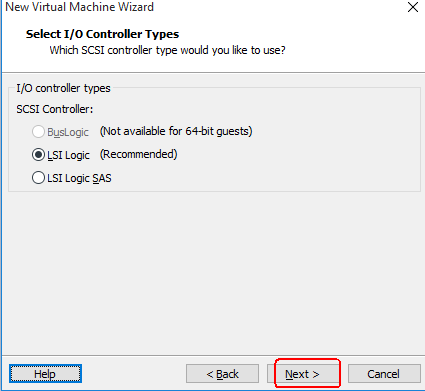 New Virtual Machine Wizard
Select I/O Controller Types
Which SCSI controller type would you like to use?
I/O controller types
SCSI Controller:
BusLogic (Not available for 64-bit guests)
LSI Logic (Recommended)
LSI Logic SAS
Help < Back Next > Cancel